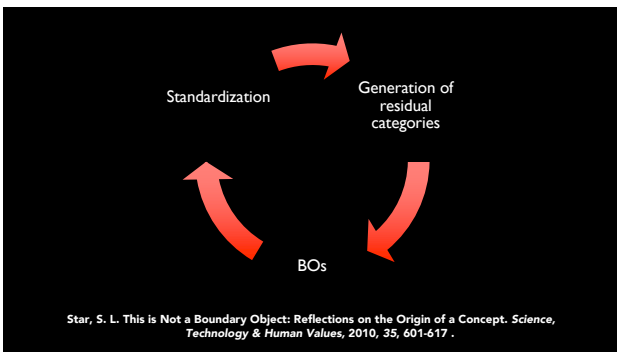 Standardization
Generation of
residual
categories
BOs
Star, S. L. This is Not a Boundary Object: Reflections on the Origin of a Concept. Science,
Technology & Human Values, 2010, 35, 601-617 .